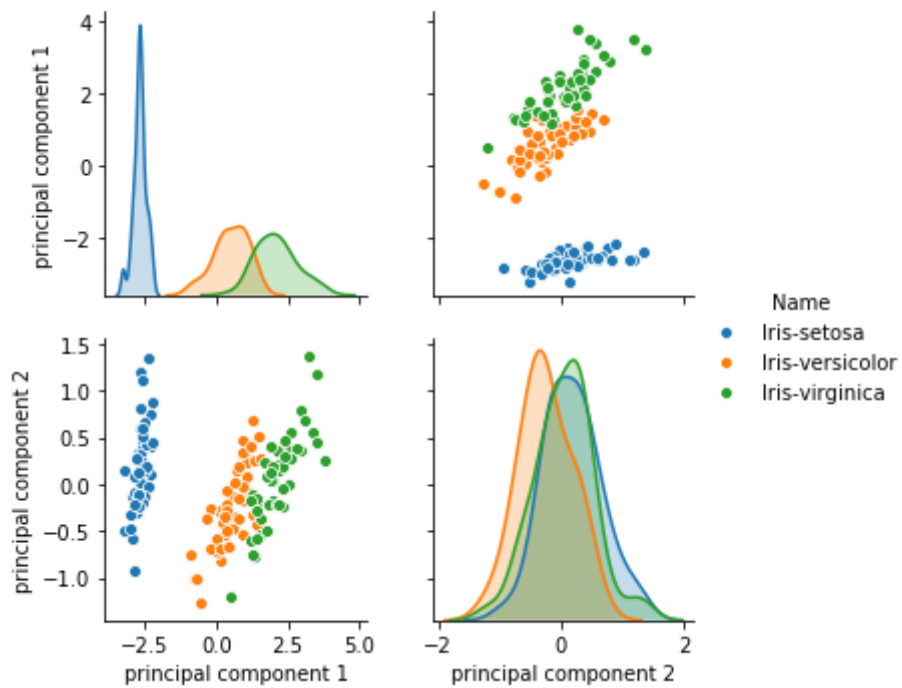 principal component 1
4
2
0
−2
Name
Iris-setosa
Iris-versicolor
Iris-virginica
principal component 2
1.5
1.0
0.5
0.0
−0.5
−1.0
−2.5
0.0
2.5
5.0
principal component 1
−2
0
2
principal component 2